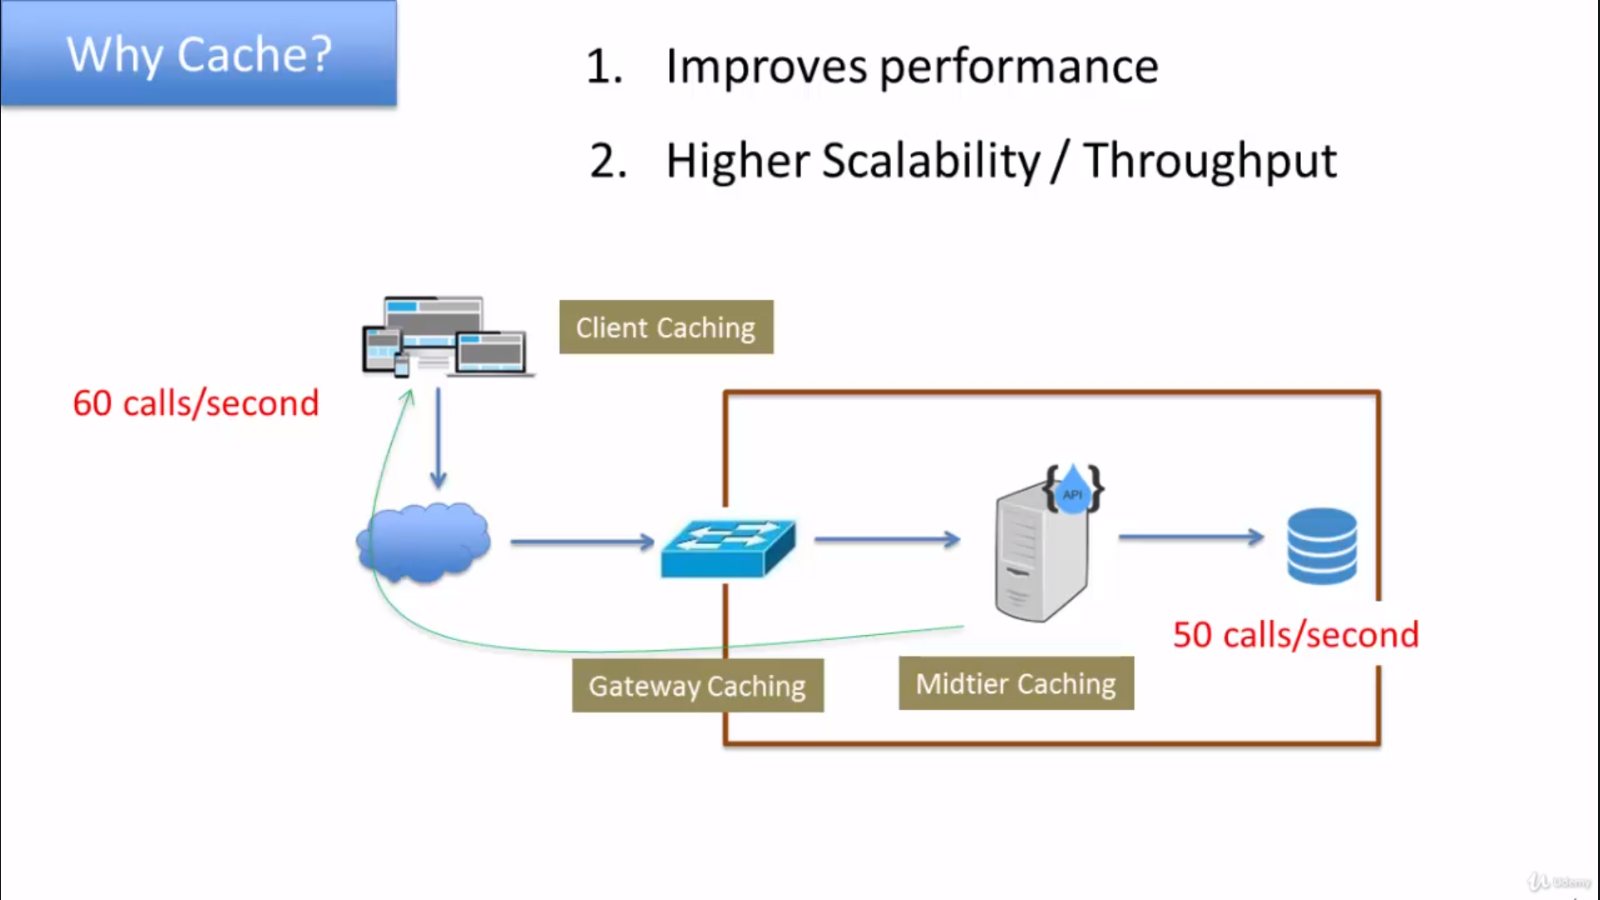 Why Cache?
1. Improves performance
2. Higher Scalability / Throughput
Client Caching
60 calls/second
{API}
50 calls/second
Gateway Caching
Midtier Caching
Udemy